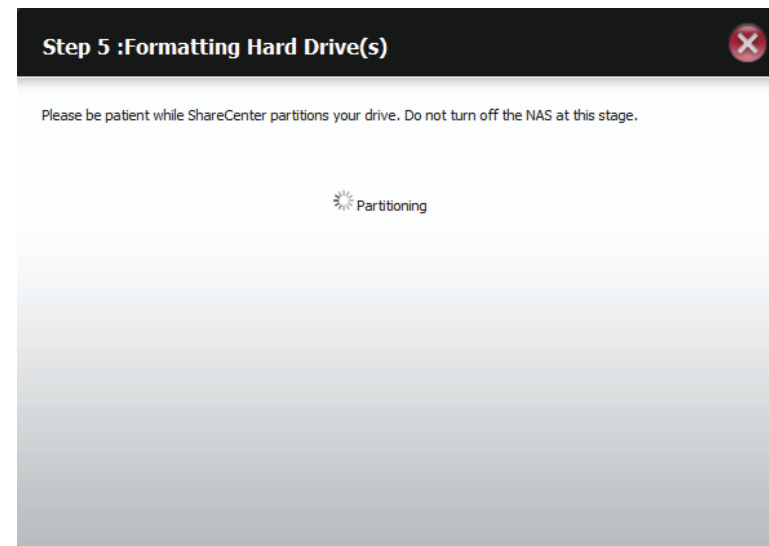 Step 5 :Formatting Hard Drive(s)
Please be patient while ShareCenter partitions your drive. Do not turn off the NAS at this stage.
Partitioning